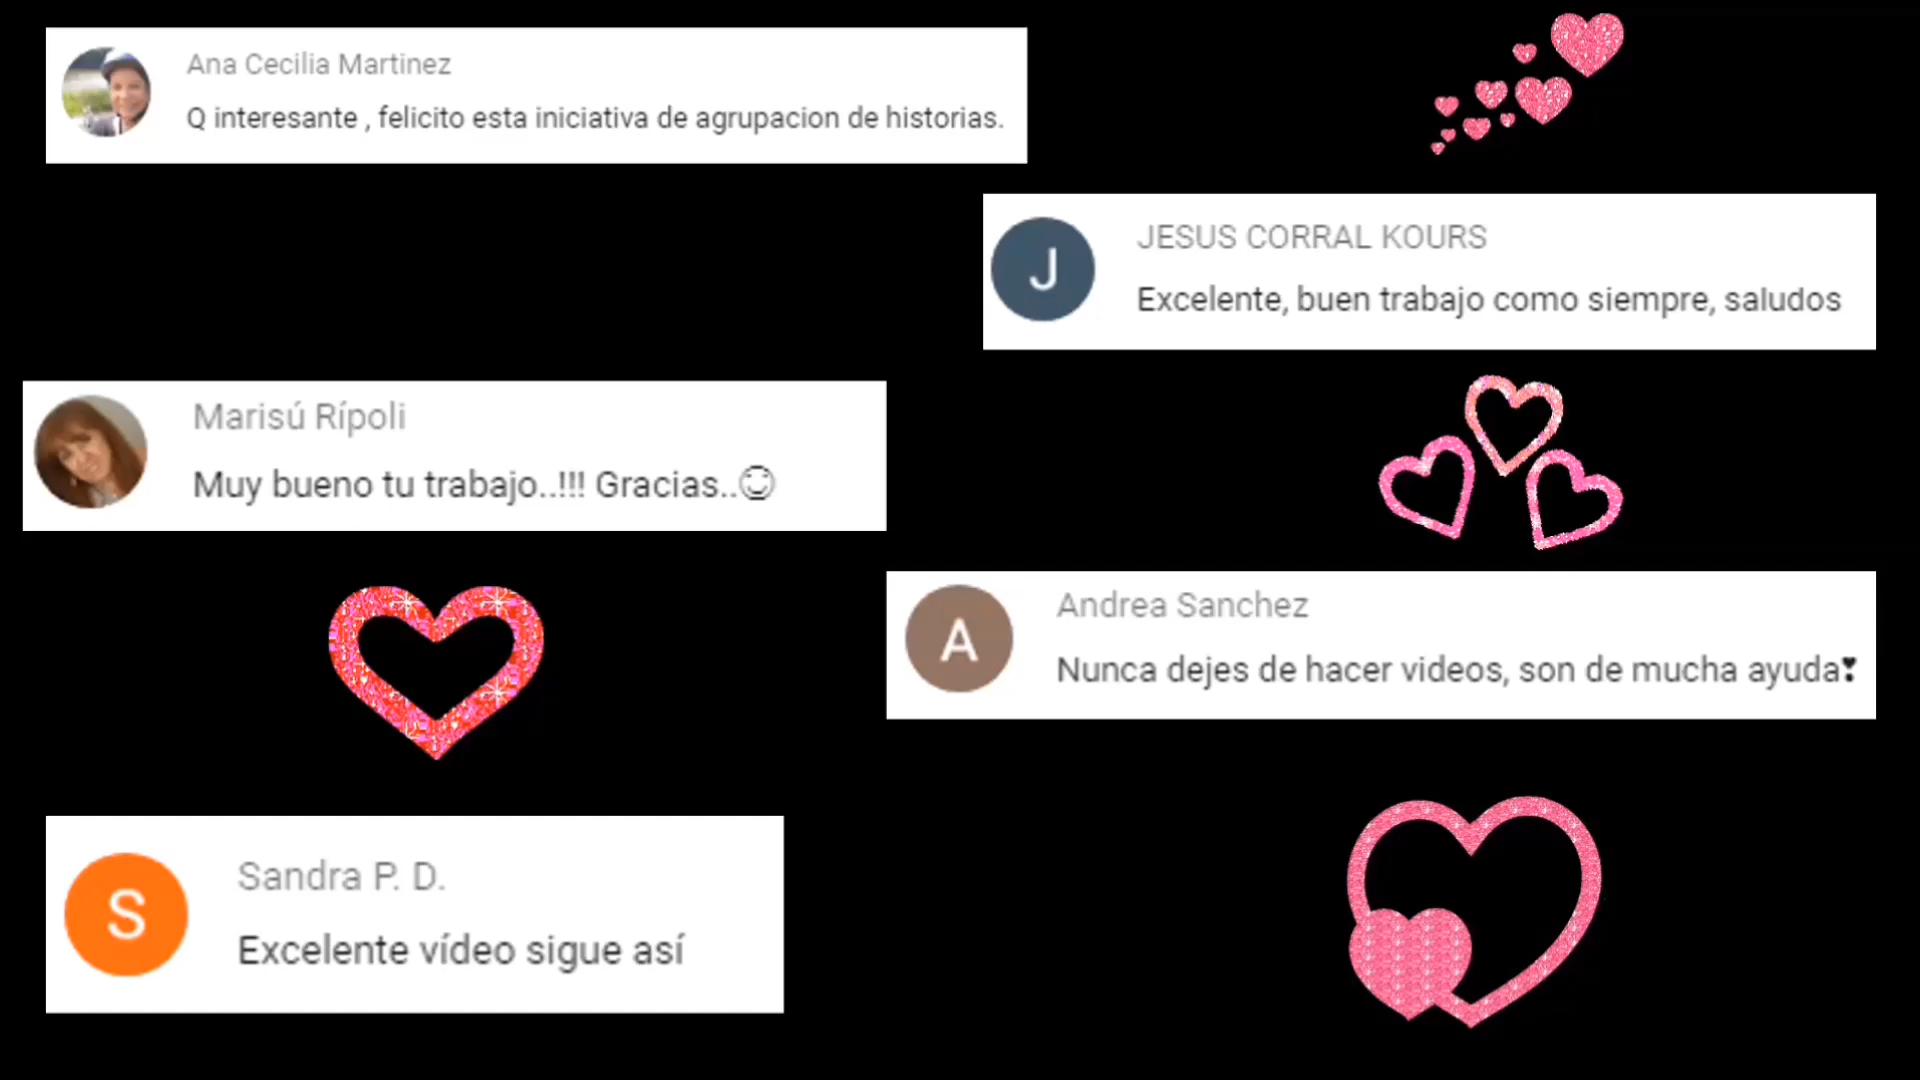 Ana Cecilia Martinez
Q interesante , felicito esta iniciativa de agrupacion de historias.
J
JESUS CORRAL KOURS
Excelente, buen trabajo como siempre, saludos
Marisú Rípoli
Muy bueno tu trabajo..!!! Gracias..☺
A
Andrea Sanchez
Nunca dejes de hacer videos, son de mucha ayuda❣
S
Sandra P. D.
Excelente vídeo sigue así